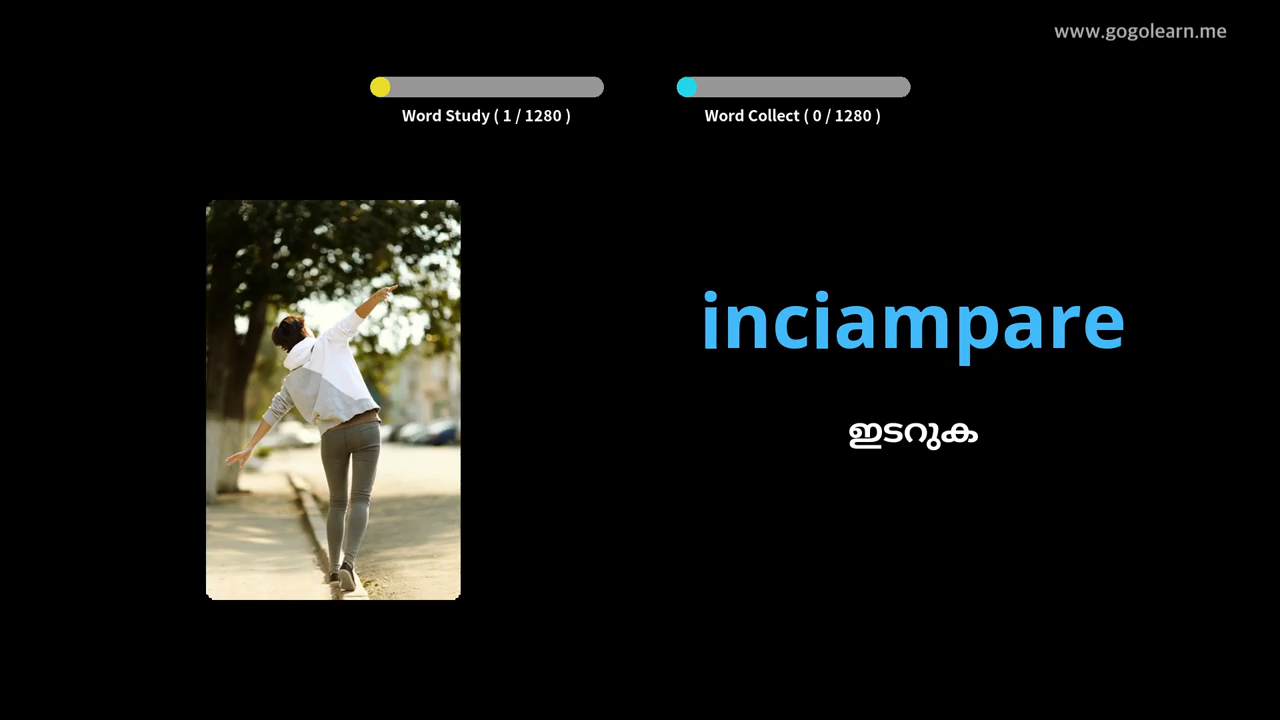 www.gogolearn.me
Word Study ( 1 / 1280 )
Word Collect ( 0 / 1280 )
inciampare
ഇടറുക